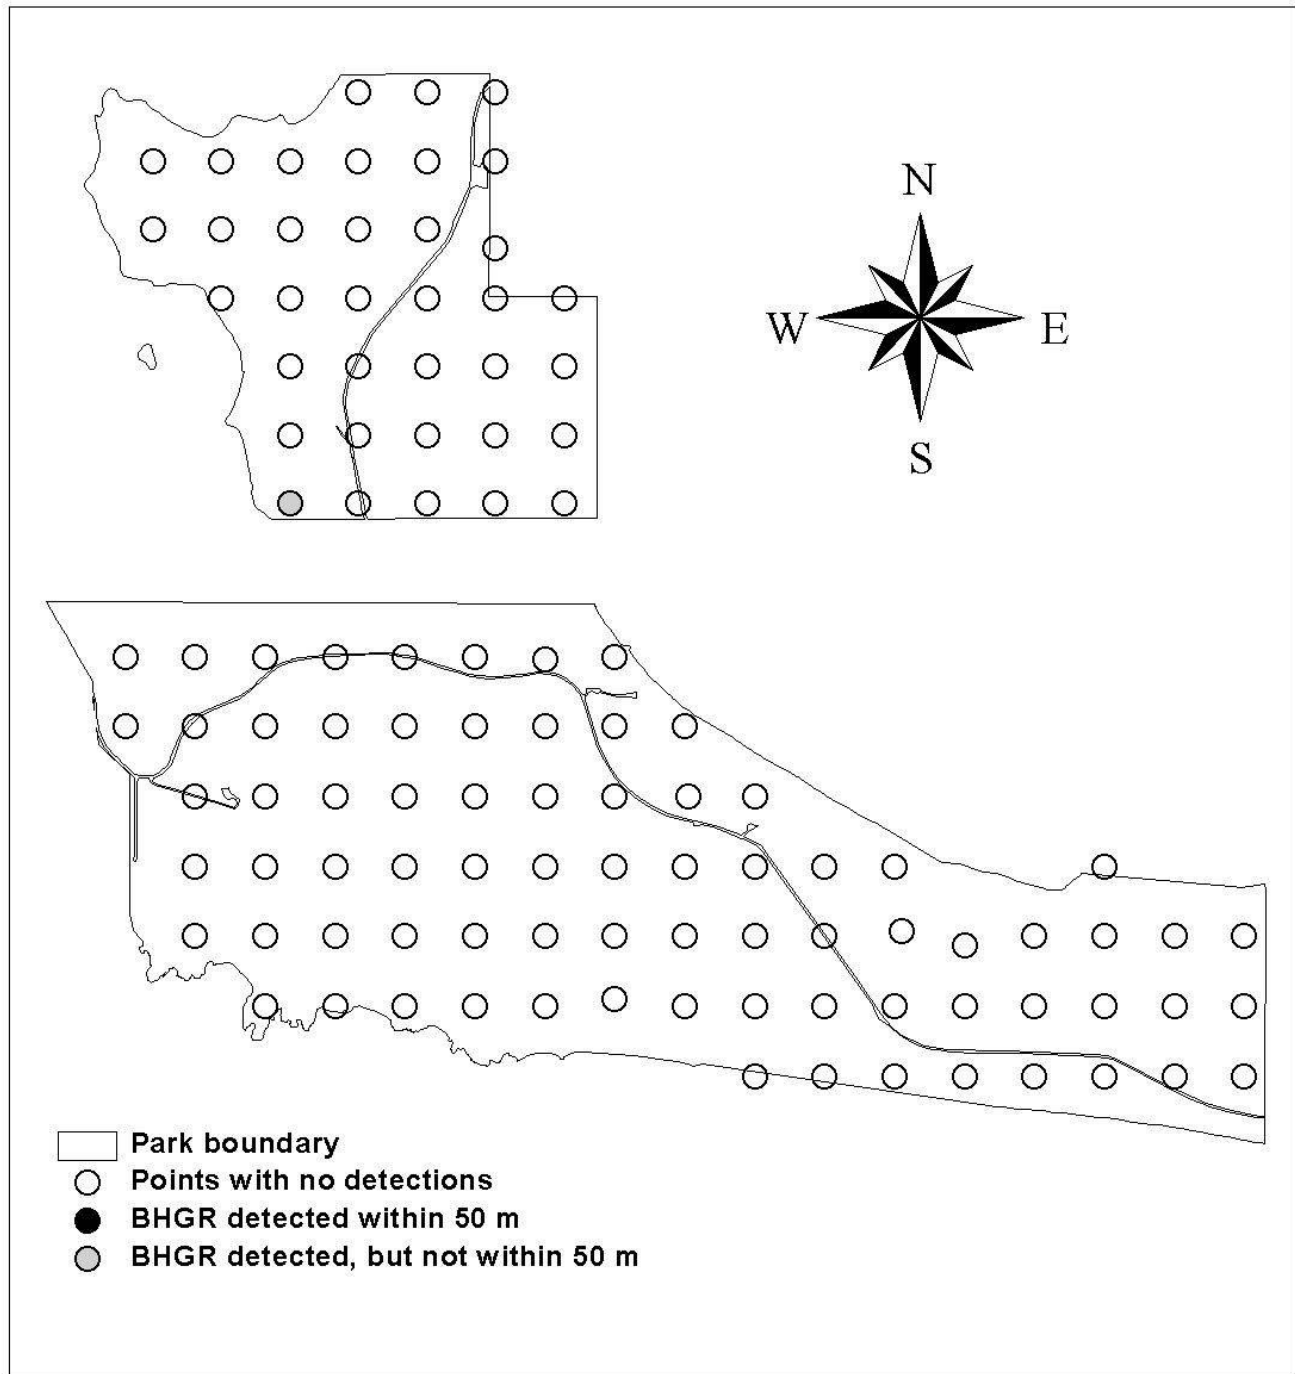 N
W E
S
Park boundary
Points with no detections
BHGR detected within 50 m
BHGR detected, but not within 50 m